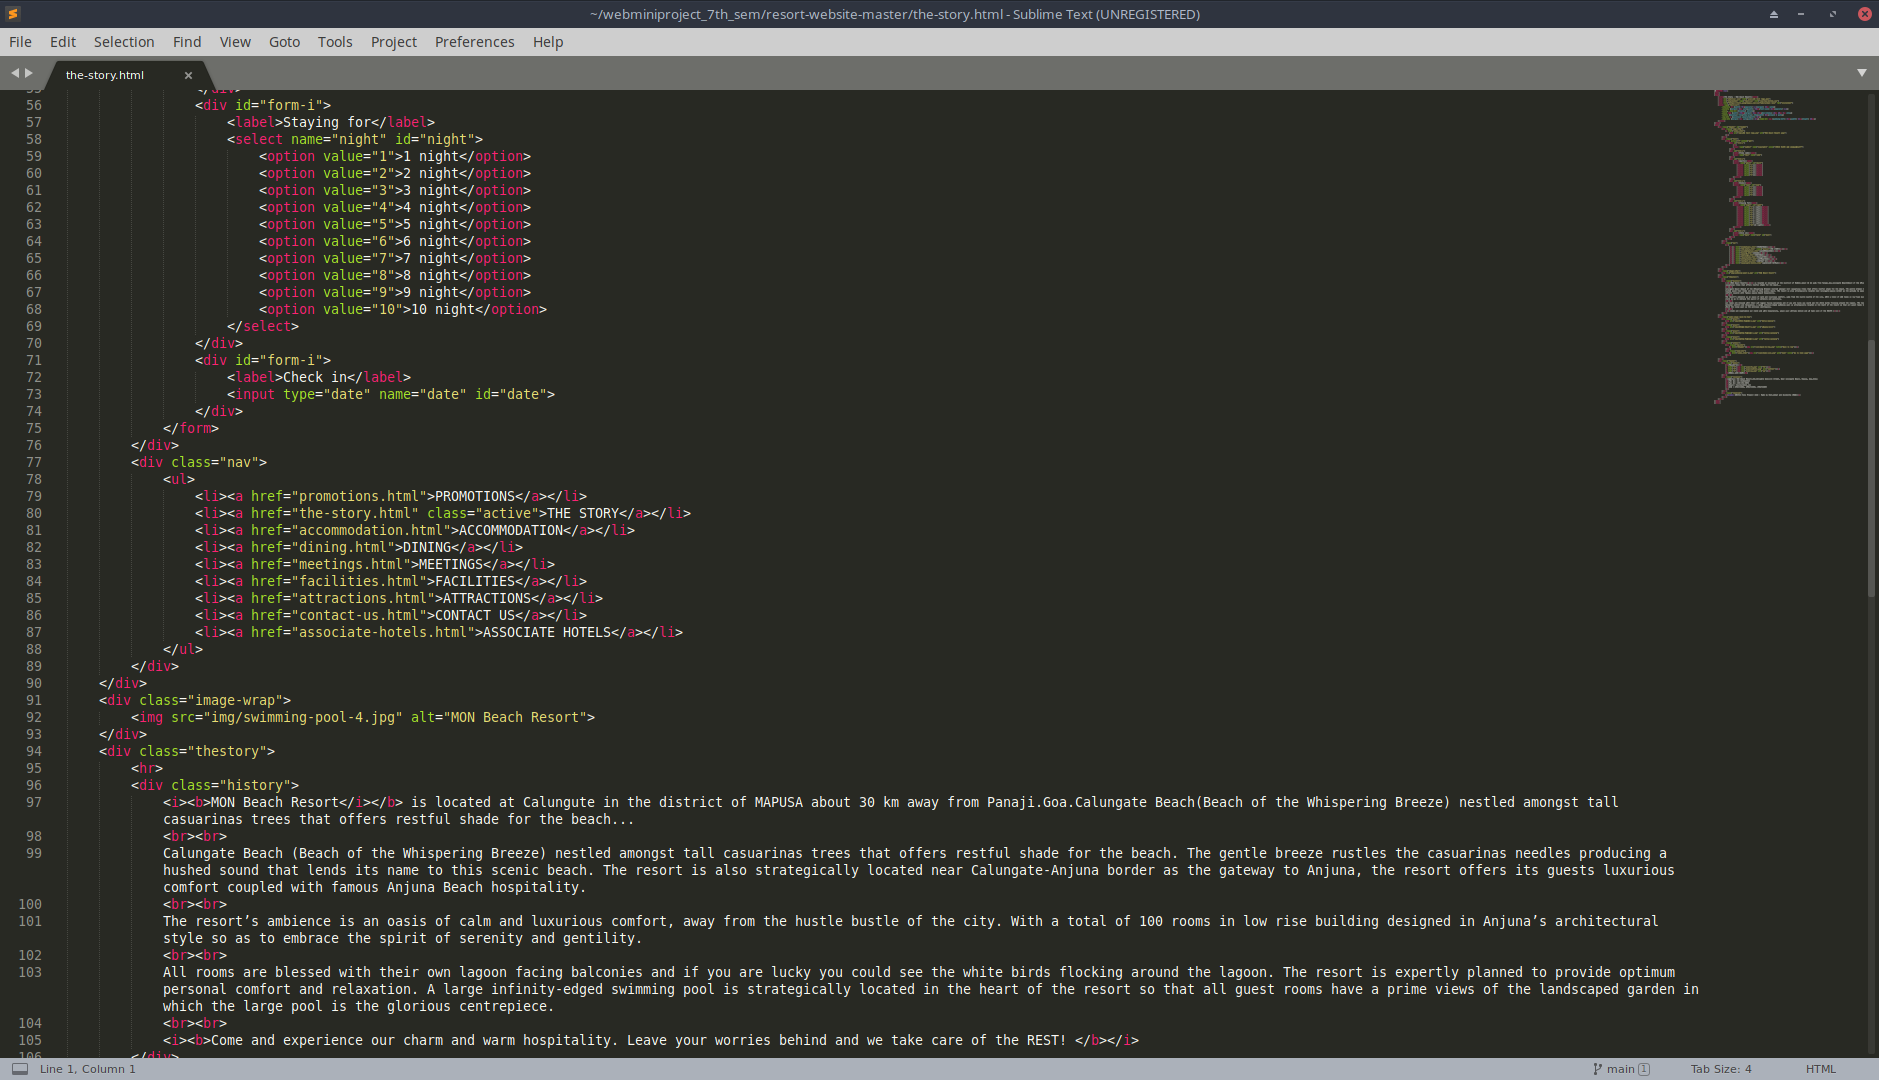 ~/webminiproject_7th_sem/resort-website-master/the-story.html - Sublime Text (UNREGISTERED)
File Edit Selection Find View Goto Tools Project Preferences Help
the-story.html
55 </div>
56 <div id="form-i">
57 <label>Staying for</label>
58 <select name="night" id="night">
59 <option value="1">1 night</option>
60 <option value="2">2 night</option>
61 <option value="3">3 night</option>
62 <option value="4">4 night</option>
63 <option value="5">5 night</option>
64 <option value="6">6 night</option>
65 <option value="7">7 night</option>
66 <option value="8">8 night</option>
67 <option value="9">9 night</option>
68 <option value="10">10 night</option>
69 </select>
70 </div>
71 <div id="form-i">
72 <label>Check in</label>
73 <input type="date" name="date" id="date">
74 </div>
75 </form>
76 </div>
77 <div class="nav">
78 <ul>
79 <li><a href="promotions.html">PROMOTIONS</a></li>
80 <li><a href="the-story.html" class="active">THE STORY</a></li>
81 <li><a href="accommodation.html">ACCOMMODATION</a></li>
82 <li><a href="dining.html">DINING</a></li>
83 <li><a href="meetings.html">MEETINGS</a></li>
84 <li><a href="facilities.html">FACILITIES</a></li>
85 <li><a href="attractions.html">ATTRACTIONS</a></li>
86 <li><a href="contact-us.html">CONTACT US</a></li>
87 <li><a href="associate-hotels.html">ASSOCIATE HOTELS</a></li>
88 </ul>
89 </div>
90 </div>
91 <div class="image-wrap">
92 <img src="img/swimming-pool-4.jpg" alt="MON Beach Resort">
93 </div>
94 <div class="thestory">
95 <hr>
96 <div class="history">
97 <i><b>MON Beach Resort</i></b> is located at Calungute in the district of MAPUSA about 30 km away from Panaji.Goa.Calungate Beach(Beach of the Whispering Breeze) nestled amongst tall
casuarinas trees that offers restful shade for the beach...
98 <br><br>
99 Calungate Beach (Beach of the Whispering Breeze) nestled amongst tall casuarinas trees that offers restful shade for the beach. The gentle breeze rustles the casuarinas needles producing a
hushed sound that lends its name to this scenic beach. The resort is also strategically located near Calungate-Anjuna border as the gateway to Anjuna, the resort offers its guests luxurious
comfort coupled with famous Anjuna Beach hospitality.
100 <br><br>
101 The resort’s ambience is an oasis of calm and luxurious comfort, away from the hustle bustle of the city. With a total of 100 rooms in low rise building designed in Anjuna’s architectural
style so as to embrace the spirit of serenity and gentility.
102 <br><br>
103 All rooms are blessed with their own lagoon facing balconies and if you are lucky you could see the white birds flocking around the lagoon. The resort is expertly planned to provide optimum
personal comfort and relaxation. A large infinity-edged swimming pool is strategically located in the heart of the resort so that all guest rooms have a prime views of the landscaped garden in
which the large pool is the glorious centrepiece.
104 <br><br>
105 <i><b>Come and experience our charm and warm hospitality. Leave your worries behind and we take care of the REST! </b></i>
106 </div>
Line 1, Column 1 main 1 Tab Size: 4 HTML